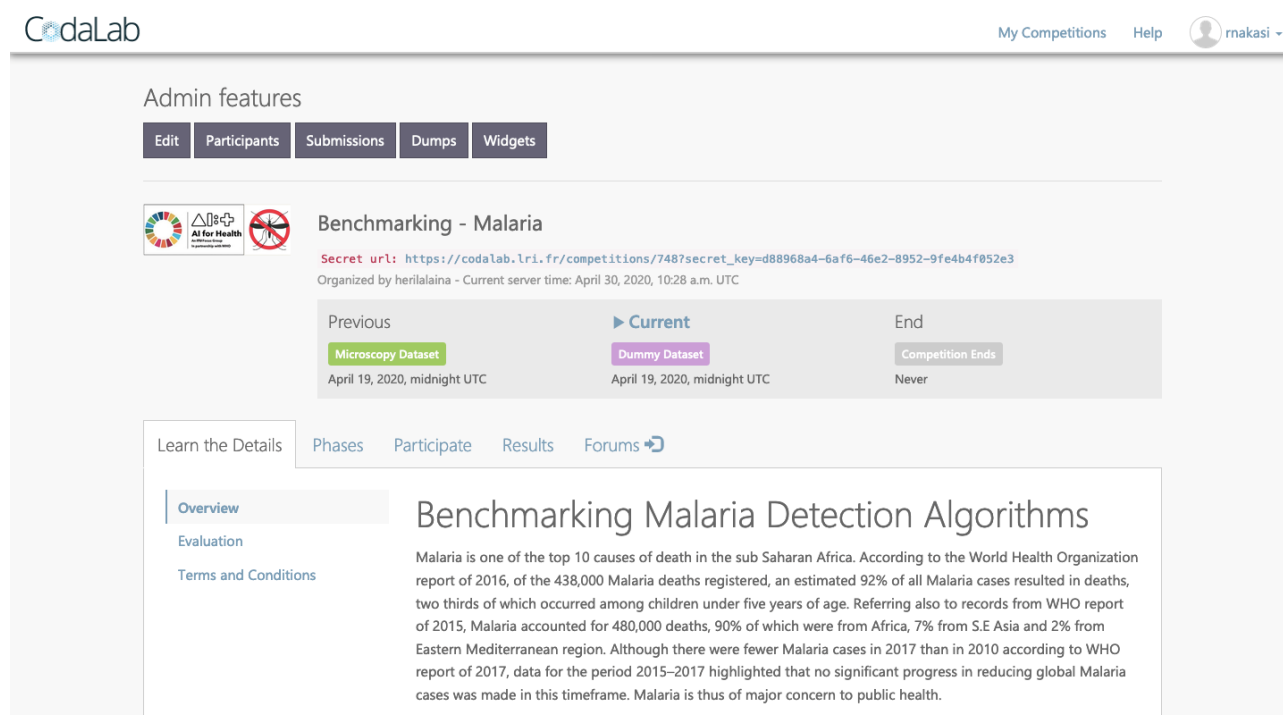 CodaLab
My Competitions Help rnakasi
Admin features
Edit Participants Submissions Dumps Widgets
AI for Health
Benchmarking - Malaria
Secret url: https://codalab.lri.fr/competitions/748?secret_key=d88968a4-6af6-46e2-8952-9fe4b4f052e3
Organized by herilalaina - Current server time: April 30, 2020, 10:28 a.m. UTC
Previous Current End
Microscopy Dataset Dummy Dataset Competition Ends
April 19, 2020, midnight UTC April 19, 2020, midnight UTC Never
Learn the Details Phases Participate Results Forums
Overview
Evaluation
Terms and Conditions
Benchmarking Malaria Detection Algorithms
Malaria is one of the top 10 causes of death in the sub Saharan Africa. According to the World Health Organization
report of 2016, of the 438,000 Malaria deaths registered, an estimated 92% of all Malaria cases resulted in deaths,
two thirds of which occurred among children under five years of age. Referring also to records from WHO report
of 2015, Malaria accounted for 480,000 deaths, 90% of which were from Africa, 7% from S.E Asia and 2% from
Eastern Mediterranean region. Although there were fewer Malaria cases in 2017 than in 2010 according to WHO
report of 2017, data for the period 2015–2017 highlighted that no significant progress in reducing global Malaria
cases was made in this timeframe. Malaria is thus of major concern to public health.